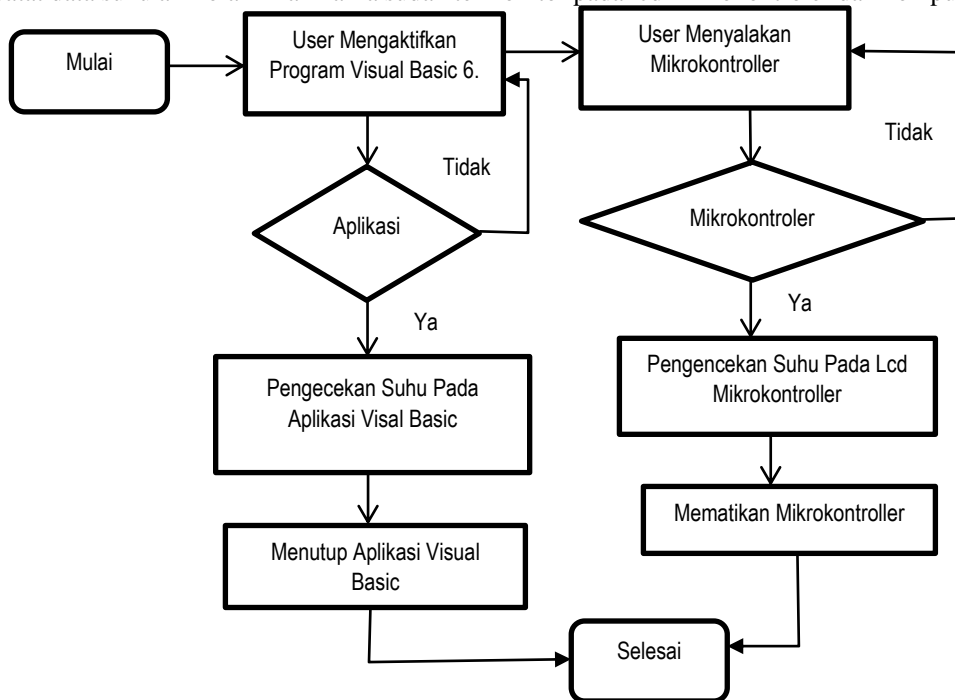 Mulai
User Mengaktifkan
Program Visual Basic 6.
User Menyalakan
Mikrokontroller
Tidak
Aplikasi
Ya
Tidak
Mikrokontroler
Ya
Pengecekan Suhu Pada
Aplikasi Visal Basic
Pengencekan Suhu Pada Lcd
Mikrokontroller
Menutup Aplikasi Visual
Basic
Mematikan Mikrokontroller
Selesai